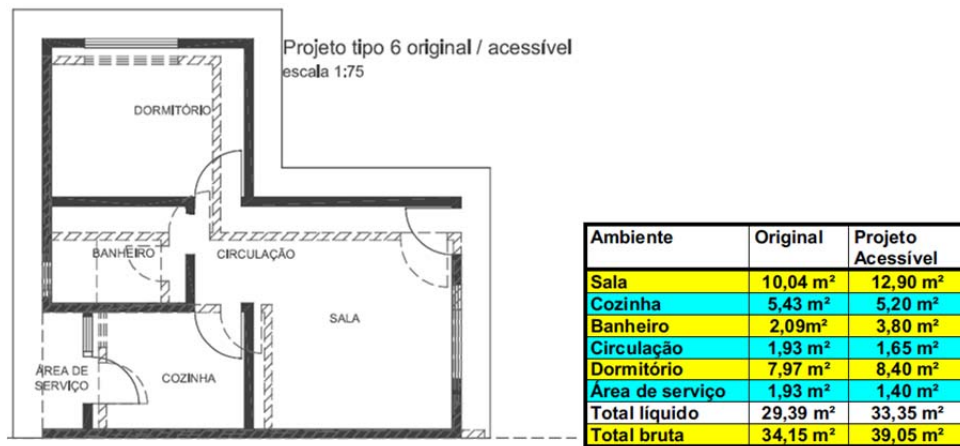 Projeto tipo 6 original / acessível
escala 1:75
DORMITÓRIO
BANHEIRO
CIRCULAÇÃO
SALA
ÁREA DE
SERVIÇO
COZINHA
Ambiente Original Projeto
Acessível
Sala 10,04 m² 12,90 m²
Cozinha 5,43 m² 5,20 m²
Banheiro 2,09m² 3,80 m²
Circulação 1,93 m² 1,65 m²
Dormitório 7,97 m² 8,40 m²
Área de serviço 1,93 m² 1,40 m²
Total líquido 29,39 m² 33,35 m²
Total bruta 34,15 m² 39,05 m²